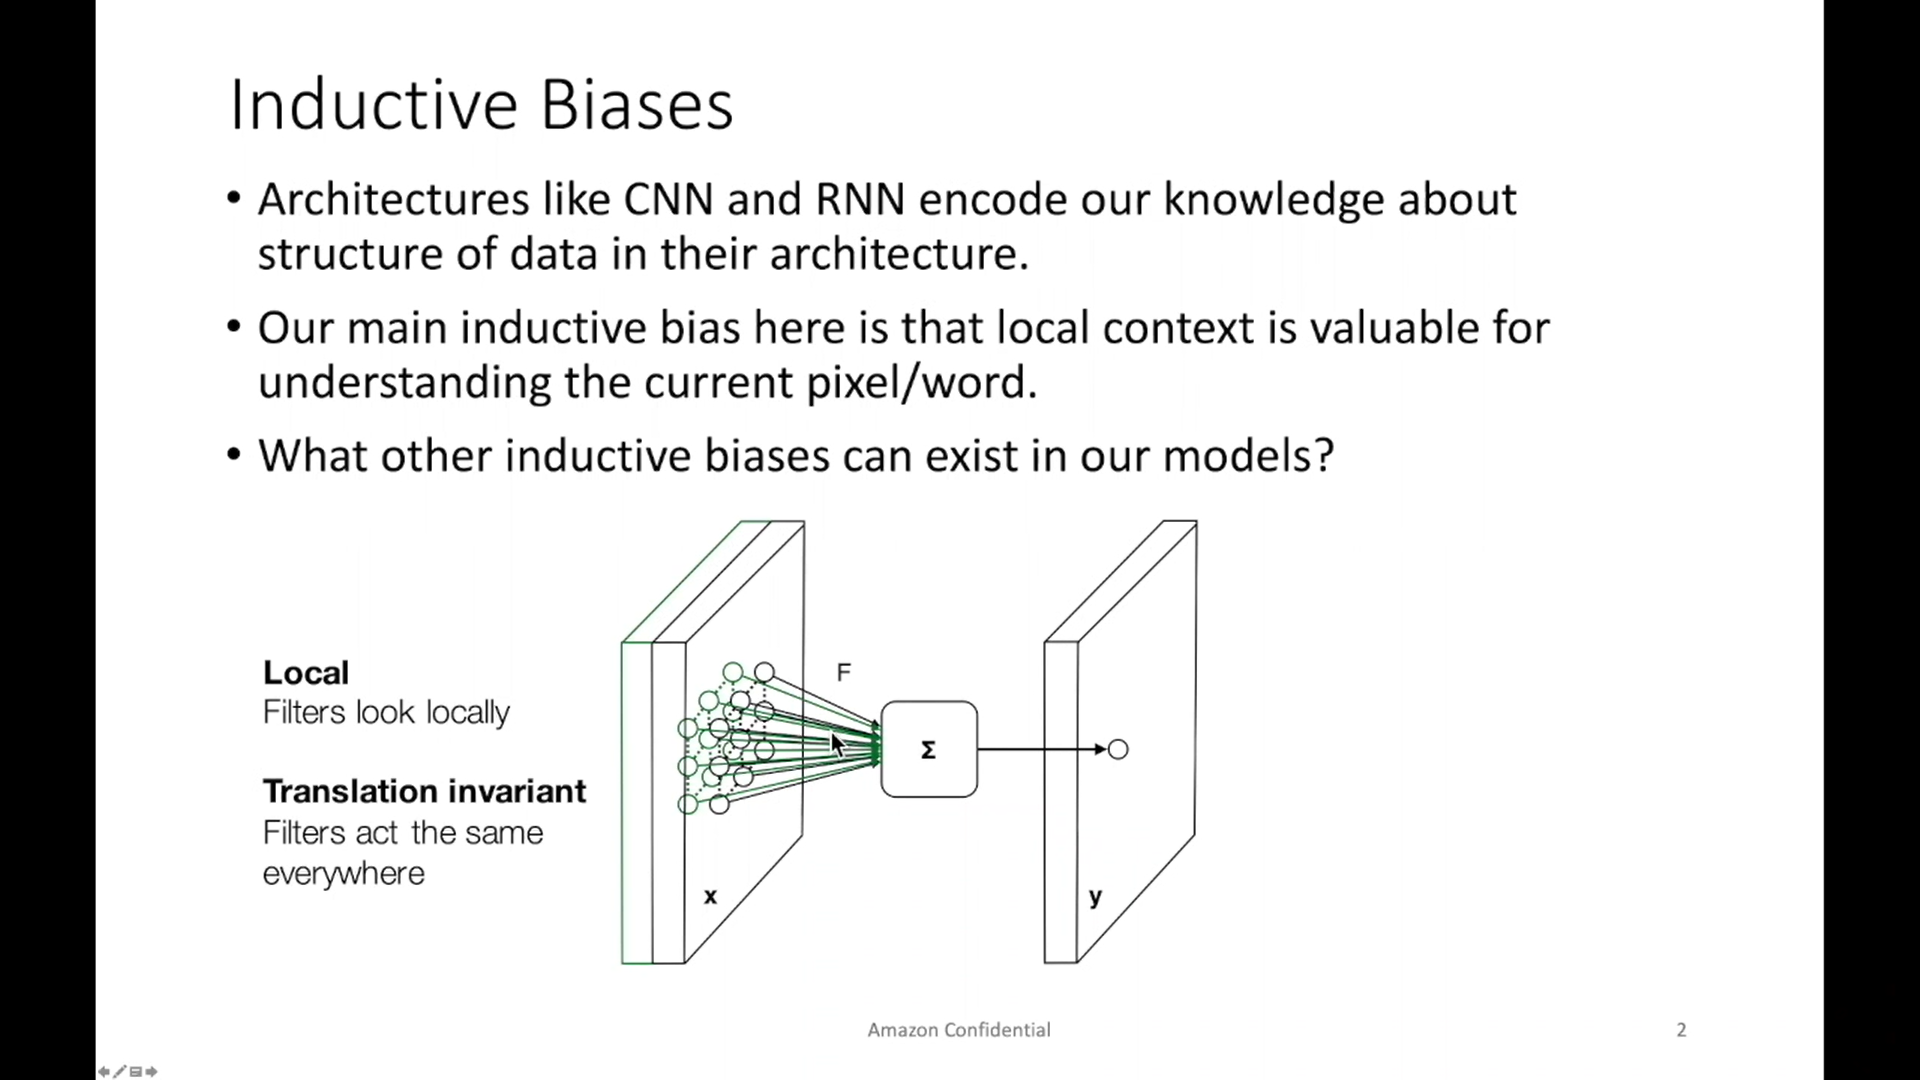 Inductive Biases
• Architectures like CNN and RNN encode our knowledge about
structure of data in their architecture.
• Our main inductive bias here is that local context is valuable for
understanding the current pixel/word.
• What other inductive biases can exist in our models?
Local
Filters look locally
Translation invariant
Filters act the same
everywhere
F
Σ
x
y
Amazon Confidential
2